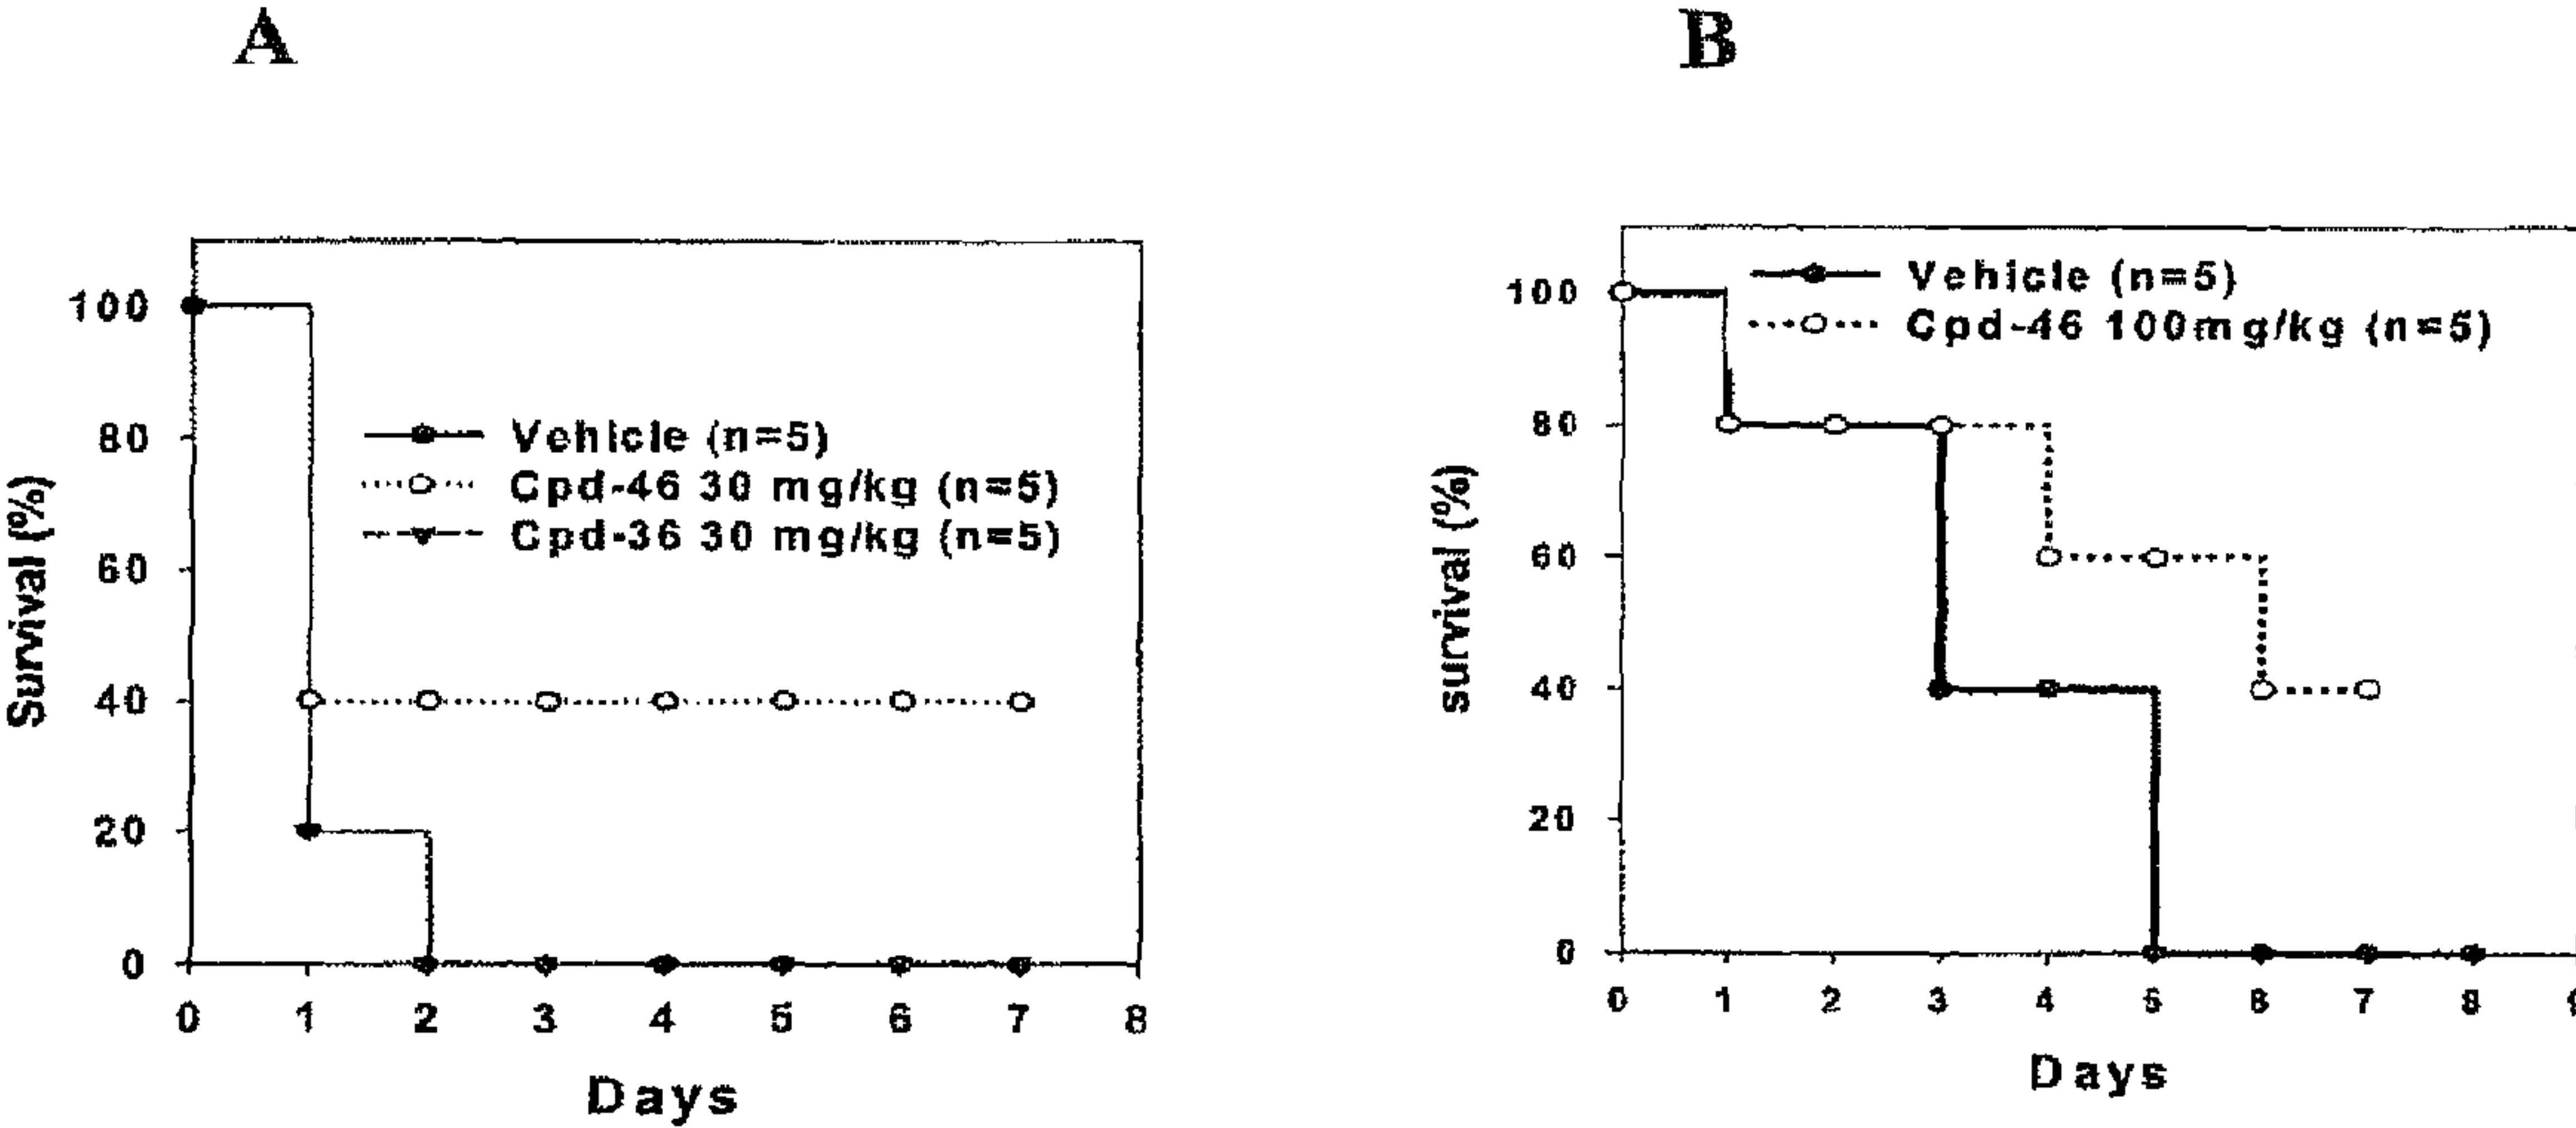 A
B
100
80
60
40
20
0
Survival (%)
Vehicle (n=5)
Cpd-46 30 mg/kg (n=5)
Cpd-36 30 mg/kg (n=5)
0 1 2 3 4 5 6 7 8
Days
100
80
60
40
20
0
survival (%)
Vehicle (n=5)
Cpd-46 100mg/kg (n=5)
0 1 2 3 4 5 6 7 8
Days